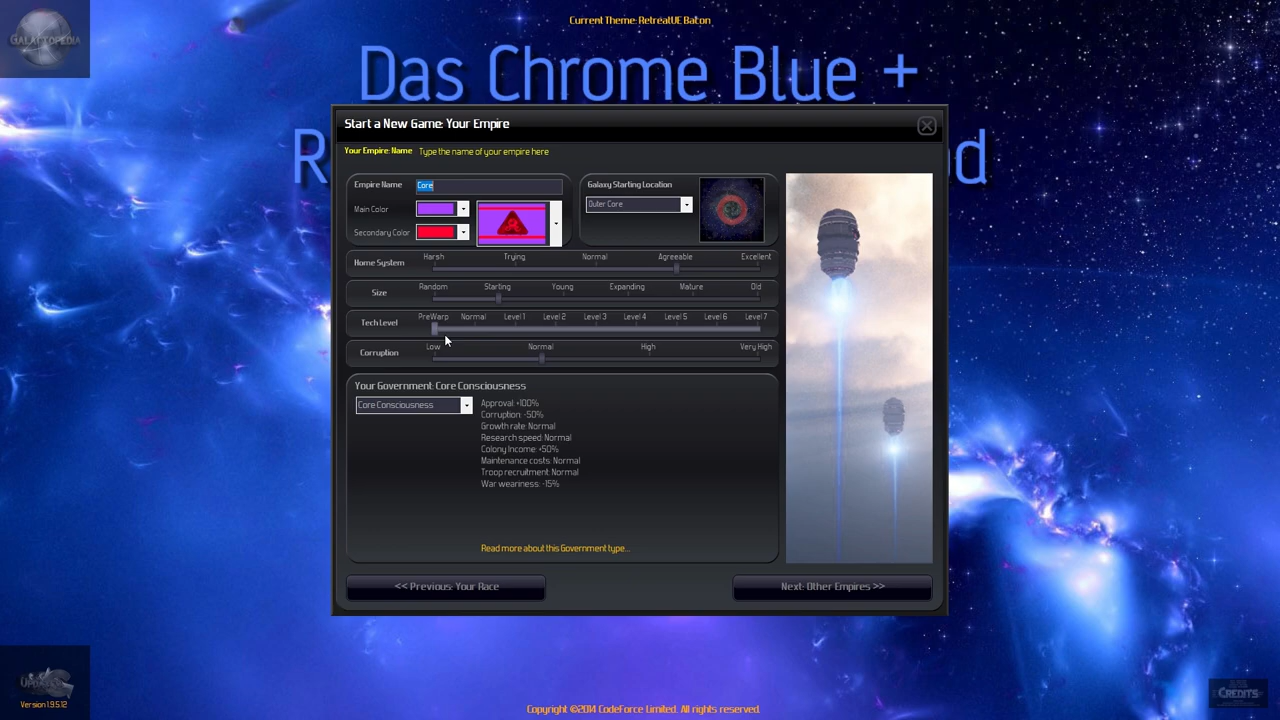 GALACTOPEDIA
Current Theme: RetreatUE Baton
Das Chrome Blue +
R
d
Start a New Game: Your Empire
Your Empire: Name Type the name of your empire here
Empire Name Core
Main Color
Secondary Color
Galaxy Starting Location
Outer Core
Home System Harsh Trying Normal Agreeable Excellent
Size Random Starting Young Expanding Mature Old
Tech Level PreWarp Normal Level 1 Level 2 Level 3 Level 4 Level 5 Level 6 Level 7
Corruption Low Normal High Very High
Your Government: Core Consciousness
Core Consciousness
Approval: +100%
Corruption: -50%
Growth rate: Normal
Research speed: Normal
Colony Income: +50%
Maintenance costs: Normal
Troop recruitment: Normal
War weariness: -15%
Read more about this Government type...
<< Previous: Your Race
Next: Other Empires >>
Version 1.9.5.12
CREDITS
Copyright ©2014 CodeForce Limited. All rights reserved.